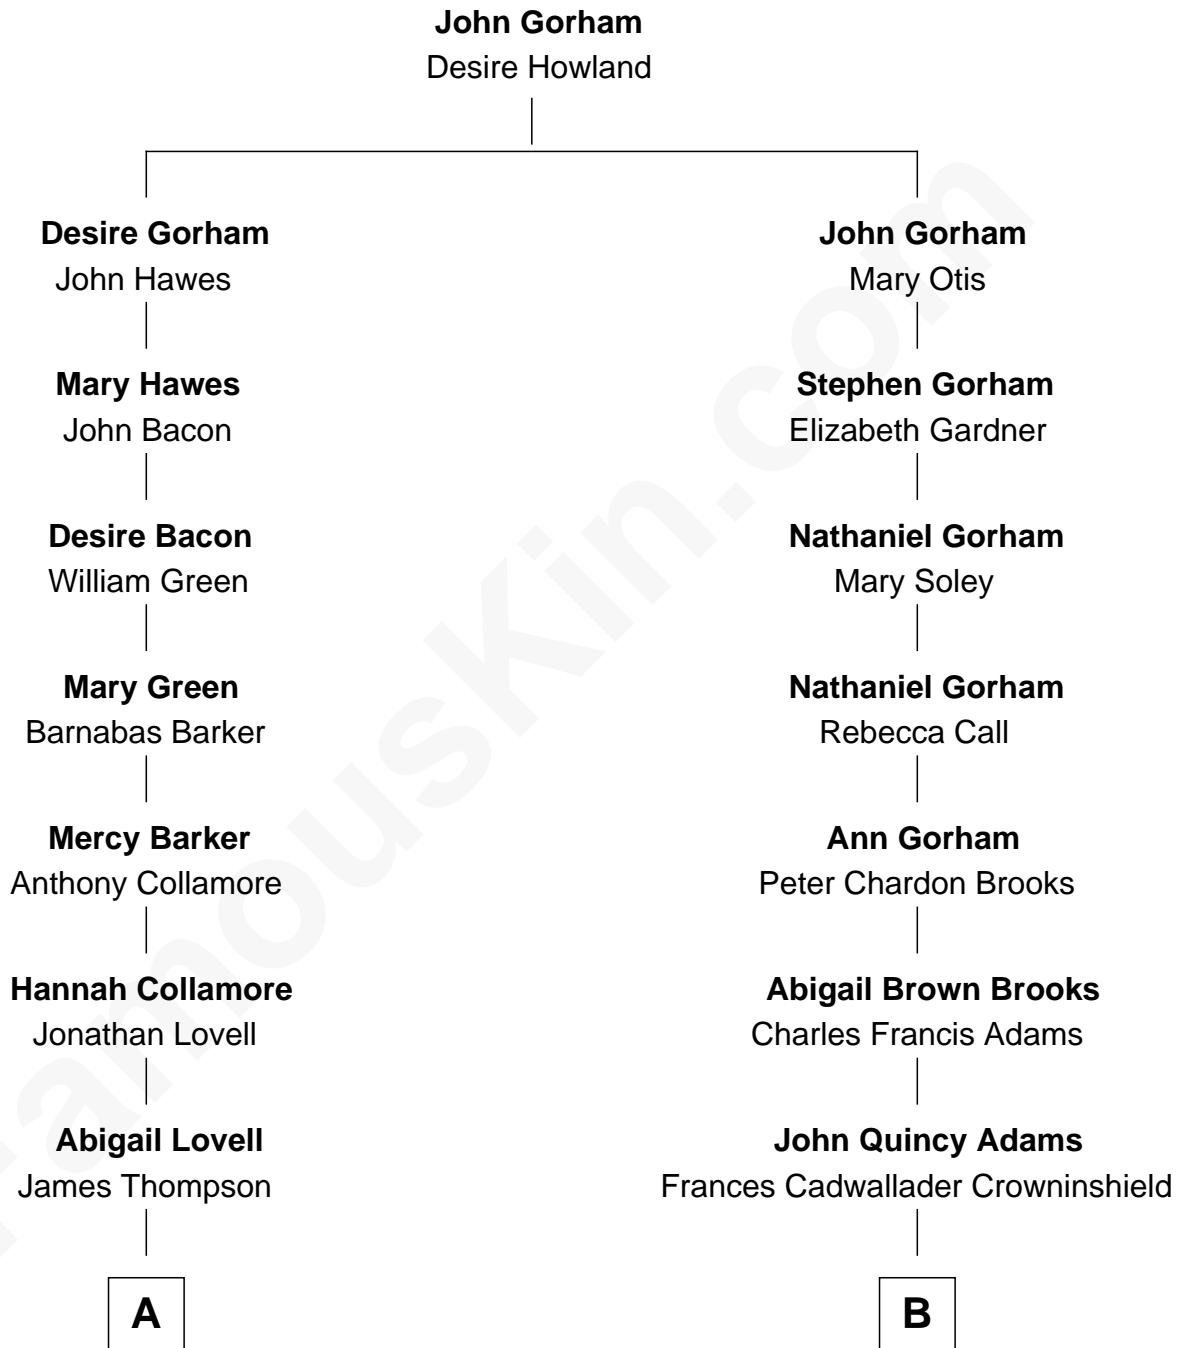 John Gorham
Desire Howland
Desire Gorham
John Hawes
John Gorham
Mary Otis
Mary Hawes
John Bacon
Stephen Gorham
Elizabeth Gardner
Desire Bacon
William Green
Nathaniel Gorham
Mary Soley
Mary Green
Barnabas Barker
Nathaniel Gorham
Rebecca Call
Mercy Barker
Anthony Collamore
Ann Gorham
Peter Chardon Brooks
Hannah Collamore
Jonathan Lovell
Abigail Brown Brooks
Charles Francis Adams
Abigail Lovell
James Thompson
John Quincy Adams
Frances Cadwallader Crowninshield
A
B
FamousKin.com